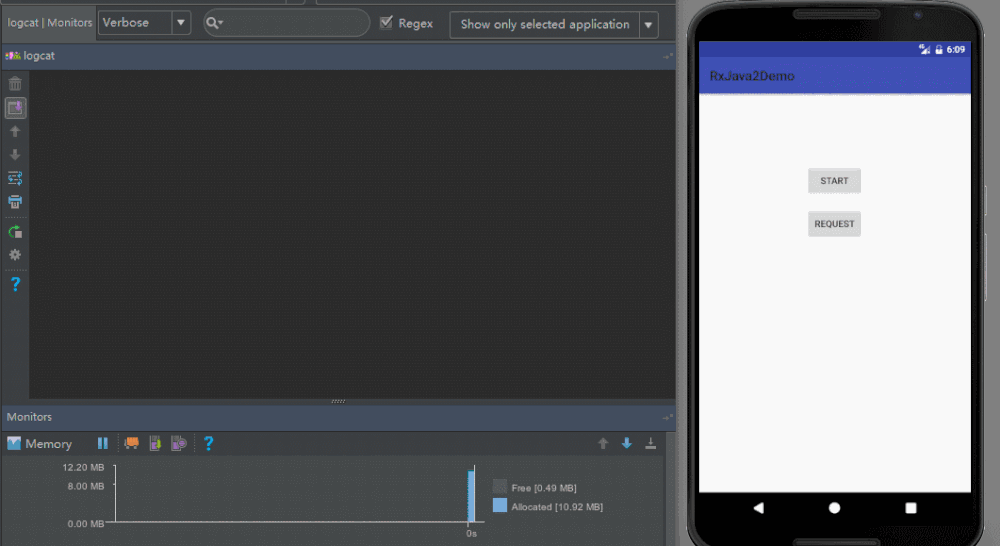 logcat | Monitors Verbose Regex Show only selected application
logcat
?
Monitors
Memory ?
12.20 MB
8.00 MB
0.00 MB
0s
Free [0.49 MB]
Allocated [10.92 MB]
6:09
RxJava2Demo
START
REQUEST